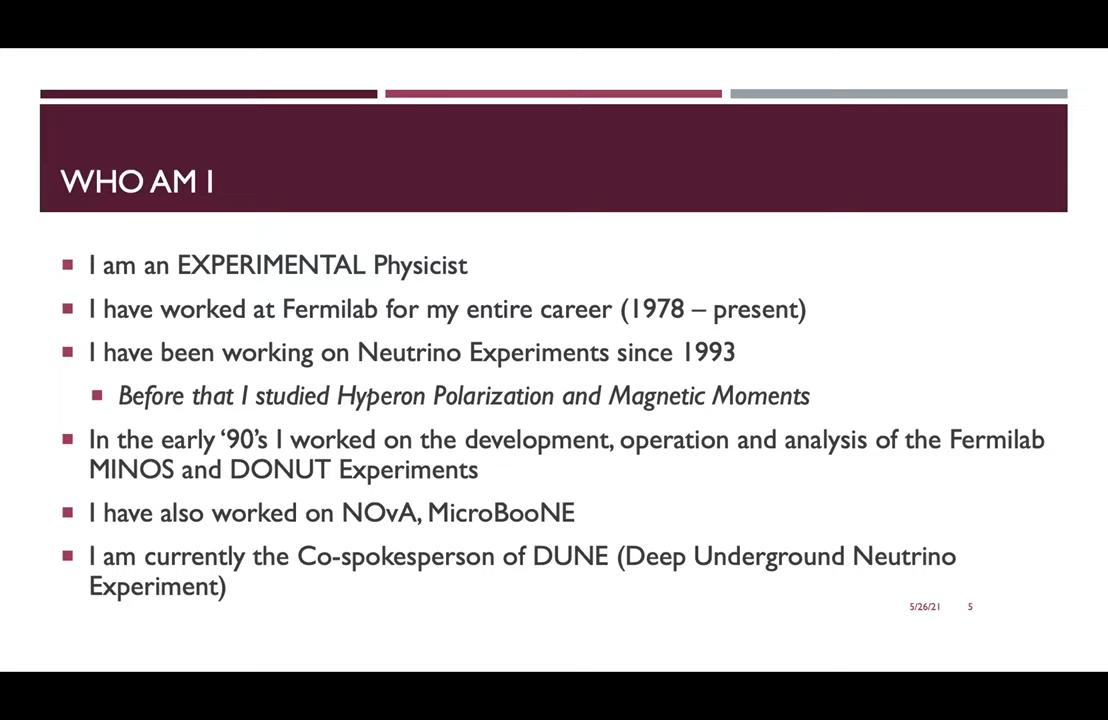 WHO AM I
I am an EXPERIMENTAL Physicist
I have worked at Fermilab for my entire career (1978 – present)
I have been working on Neutrino Experiments since 1993
Before that I studied Hyperon Polarization and Magnetic Moments
In the early ‘90’s I worked on the development, operation and analysis of the Fermilab
MINOS and DONUT Experiments
I have also worked on NOvA, MicroBooNE
I am currently the Co-spokesperson of DUNE (Deep Underground Neutrino
Experiment)
5/26/21 5